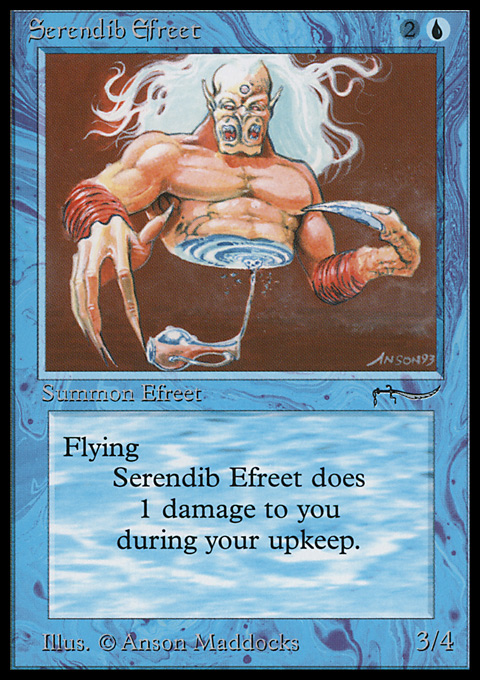 Serendib Efreet 2
ANSON93
Summon Efreet
Flying
Serendib Efreet does
1 damage to you
during your upkeep.
Illus. © Anson Maddocks 3/4